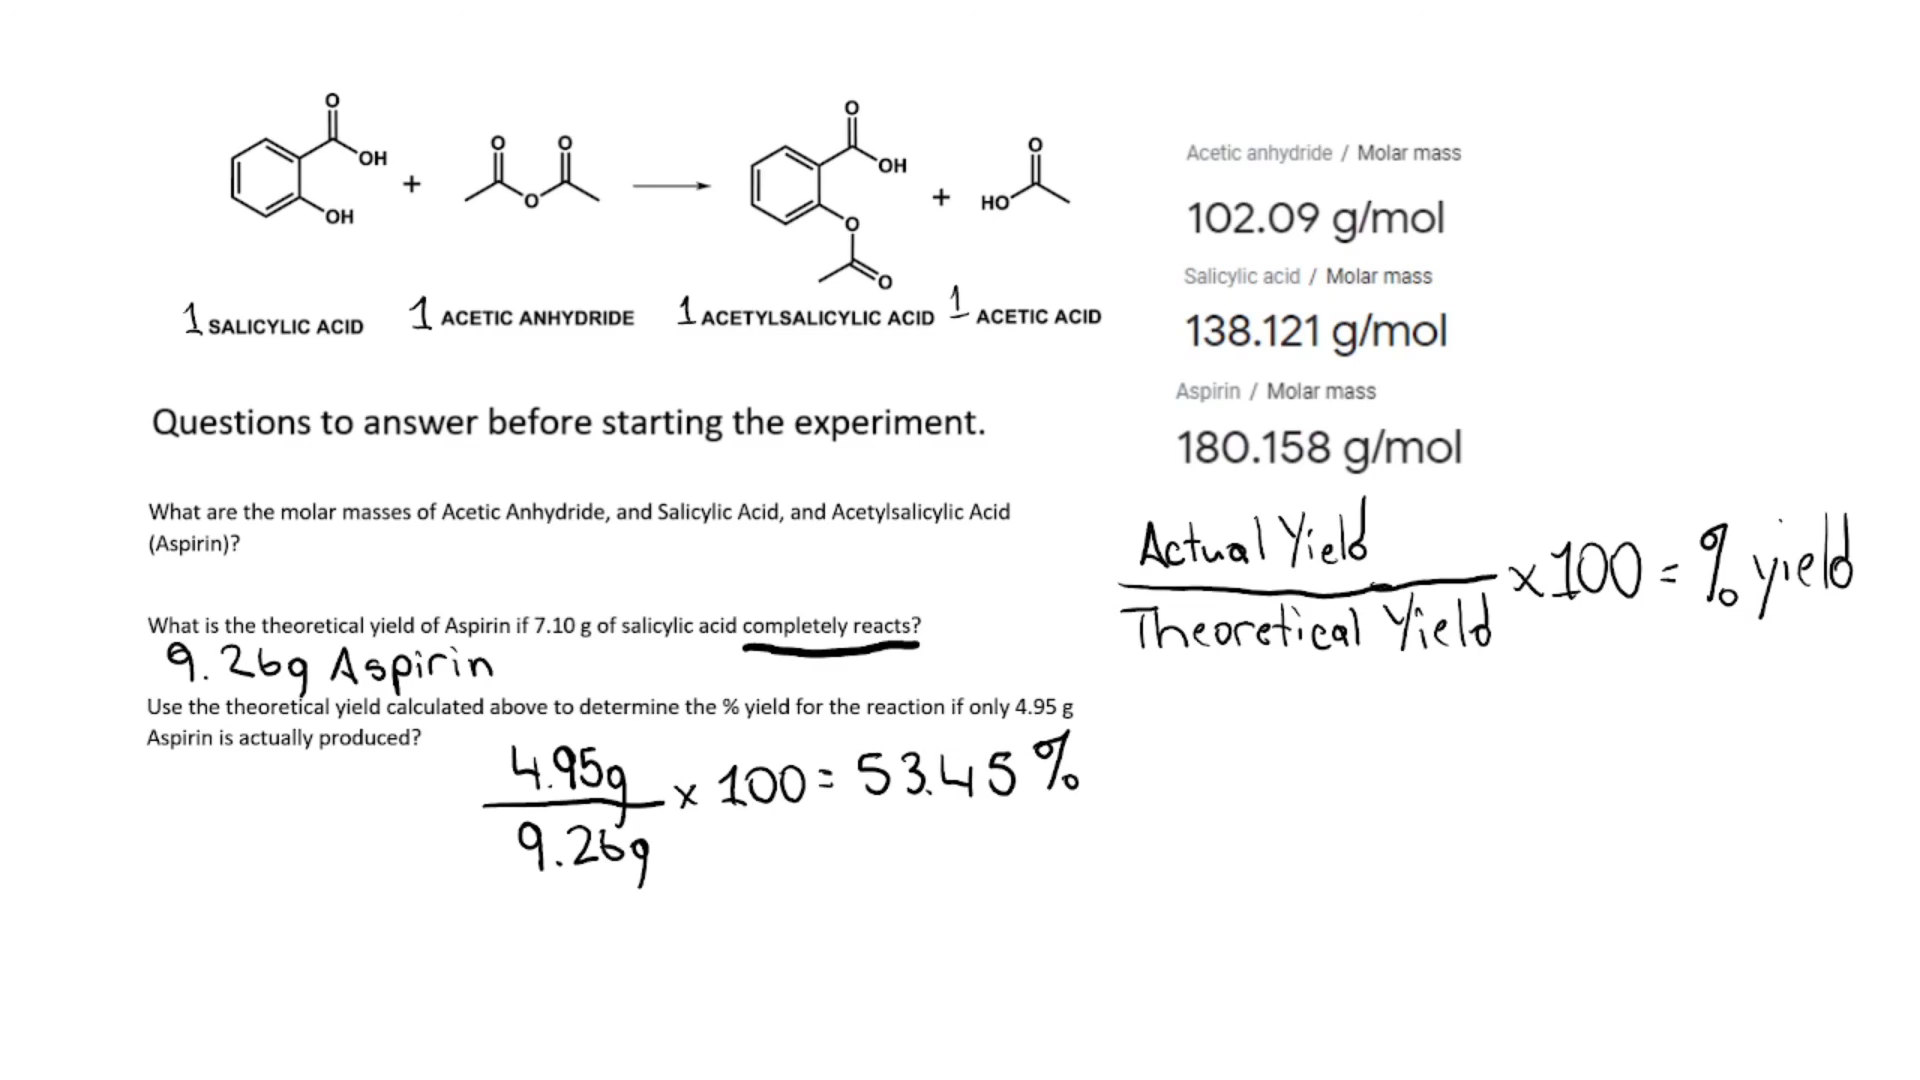 O
OH
OH
+
O
O
O
O
OH
O
O
+
O
HO
1 SALICYLIC ACID
1 ACETIC ANHYDRIDE
1 ACETYLSALICYLIC ACID
1 ACETIC ACID
Acetic anhydride / Molar mass
102.09 g/mol
Salicylic acid / Molar mass
138.121 g/mol
Aspirin / Molar mass
180.158 g/mol
Questions to answer before starting the experiment.
What are the molar masses of Acetic Anhydride, and Salicylic Acid, and Acetylsalicylic Acid
(Aspirin)?
Actual Yield
Theoretical Yield
x 100 = % yield
What is the theoretical yield of Aspirin if 7.10 g of salicylic acid completely reacts?
9.26g Aspirin
Use the theoretical yield calculated above to determine the % yield for the reaction if only 4.95 g
Aspirin is actually produced?
4.95g
9.26g
x 100 = 53.45 %